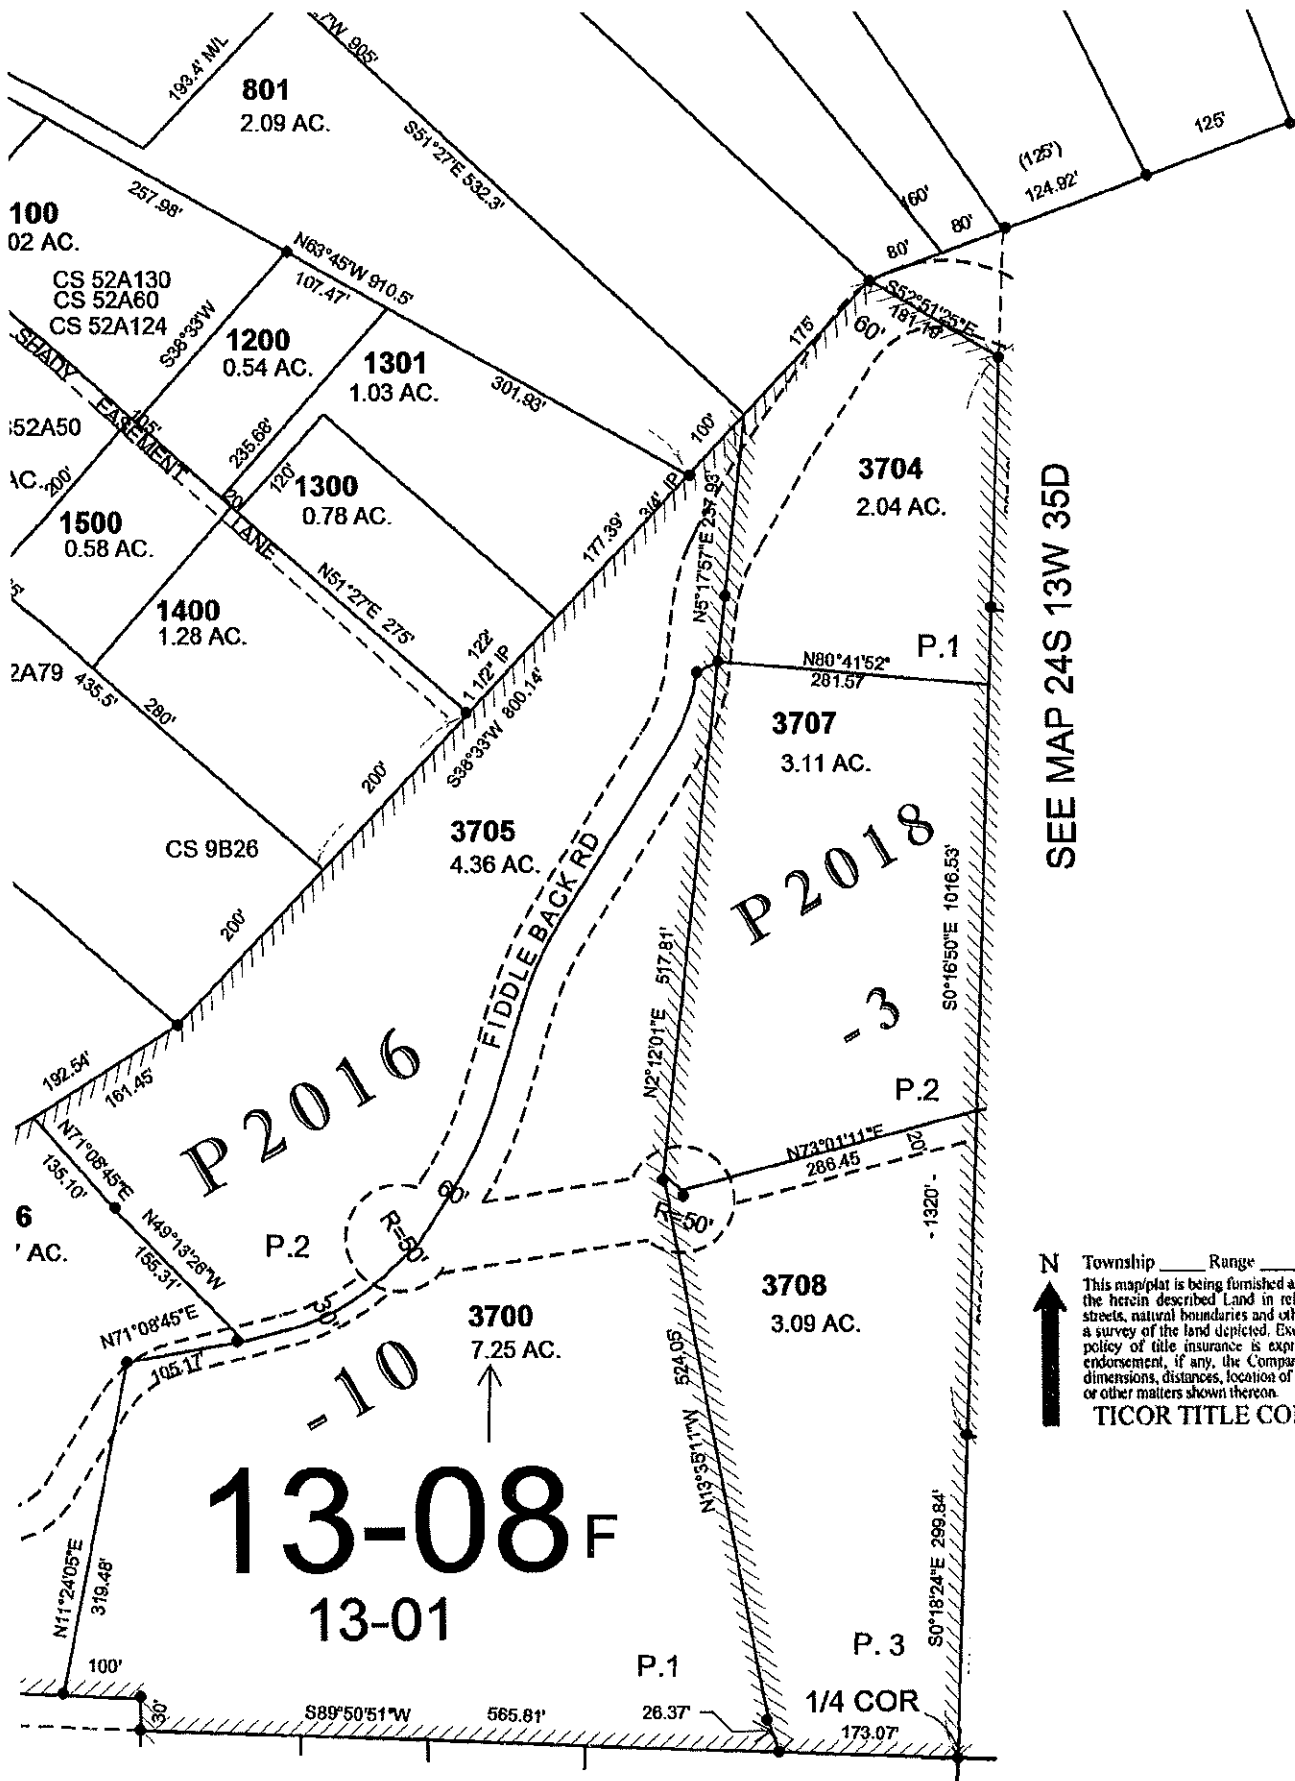 193.4' M/L
801
2.09 AC.
'W 905'
S51°27'E 532.3'
125'
(125')
124.92'
160'
80'
80'
257.98'
100
02 AC.
N63°45'W 910.5'
107.47'
CS 52A130
CS 52A60
CS 52A124
S38°33'W
1200
0.54 AC.
1301
1.03 AC.
301.93'
S52°51'25"E
181.19
60'
175'
100'
SHADY
EASEMENT
LANE
105'
52A50
AC.
200'
235.68'
20'
120'
1300
0.78 AC.
1500
0.58 AC.
177.39'
3/4" IP
N5°17'57"E 237.93'
3704
2.04 AC.
SEE MAP 24S 13W 35D
N51°27'E 275'
1400
1.28 AC.
122'
1 1/2" IP
S38°33'W 800.14'
2A79
435.5'
280'
P.1
N80°41'52"
281.57
3707
3.11 AC.
200'
CS 9B26
3705
4.36 AC.
FIDDLE BACK RD
P 2018
- 3
S0°16'50"E 1016.53'
200'
517.81'
N2°12'01"E
192.54'
161.45'
P 2016
P.2
N73°01'11"E
286.45
20'
- 1320' -
N71°08'45"E
135.10'
60'
R=50'
R=50'
6
' AC.
N49°13'26"W
155.31'
P.2
3708
3.09 AC.
N
Township Range
This map/plat is being furnished a
the herein described Land in rel
streets, natural boundaries and oth
a survey of the land depicted. Exc
policy of title insurance is expr
endorsement, if any, the Compan
dimensions, distances, location of
or other matters shown thereon.
TICOR TITLE CO
N71°08'45"E
105.17'
30'
3700
7.25 AC.
- 10
524.05
N13°35'11"W
13-08 F
13-01
N11°24'05"E
319.48'
S0°18'24"E 299.84'
P. 3
P.1
100'
30'
S89°50'51"W
565.81'
26.37'
1/4 COR
173.07'